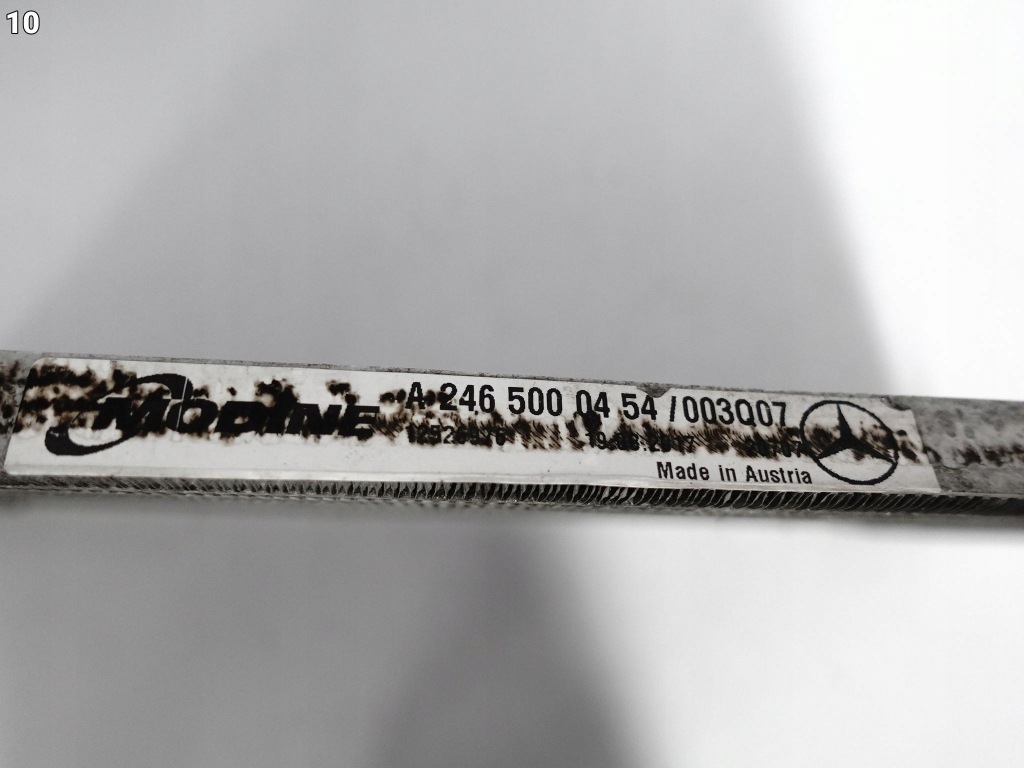 10
MODINE
A 246 500 04 54 /003Q07
Made in Austria